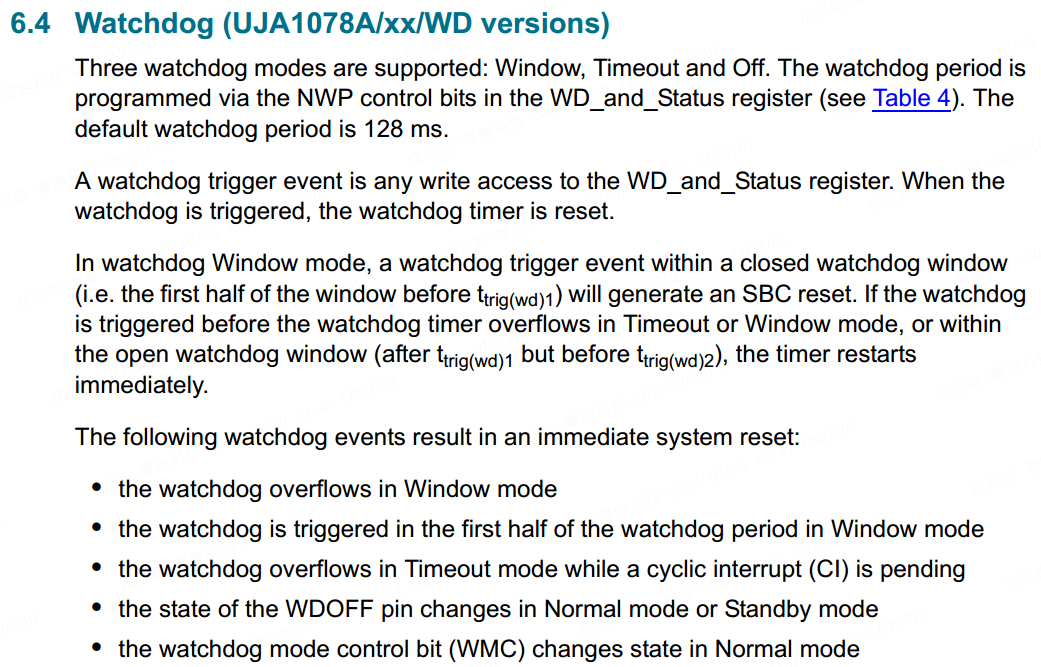 6.4 Watchdog (UJA1078A/xx/WD versions)
Three watchdog modes are supported: Window, Timeout and Off. The watchdog period is
programmed via the NWP control bits in the WD_and_Status register (see Table 4). The
default watchdog period is 128 ms.
A watchdog trigger event is any write access to the WD_and_Status register. When the
watchdog is triggered, the watchdog timer is reset.
In watchdog Window mode, a watchdog trigger event within a closed watchdog window
(i.e. the first half of the window before ttrig(wd)1) will generate an SBC reset. If the watchdog
is triggered before the watchdog timer overflows in Timeout or Window mode, or within
the open watchdog window (after ttrig(wd)1 but before ttrig(wd)2), the timer restarts
immediately.
The following watchdog events result in an immediate system reset:
• the watchdog overflows in Window mode
• the watchdog is triggered in the first half of the watchdog period in Window mode
• the watchdog overflows in Timeout mode while a cyclic interrupt (CI) is pending
• the state of the WDOFF pin changes in Normal mode or Standby mode
• the watchdog mode control bit (WMC) changes state in Normal mode